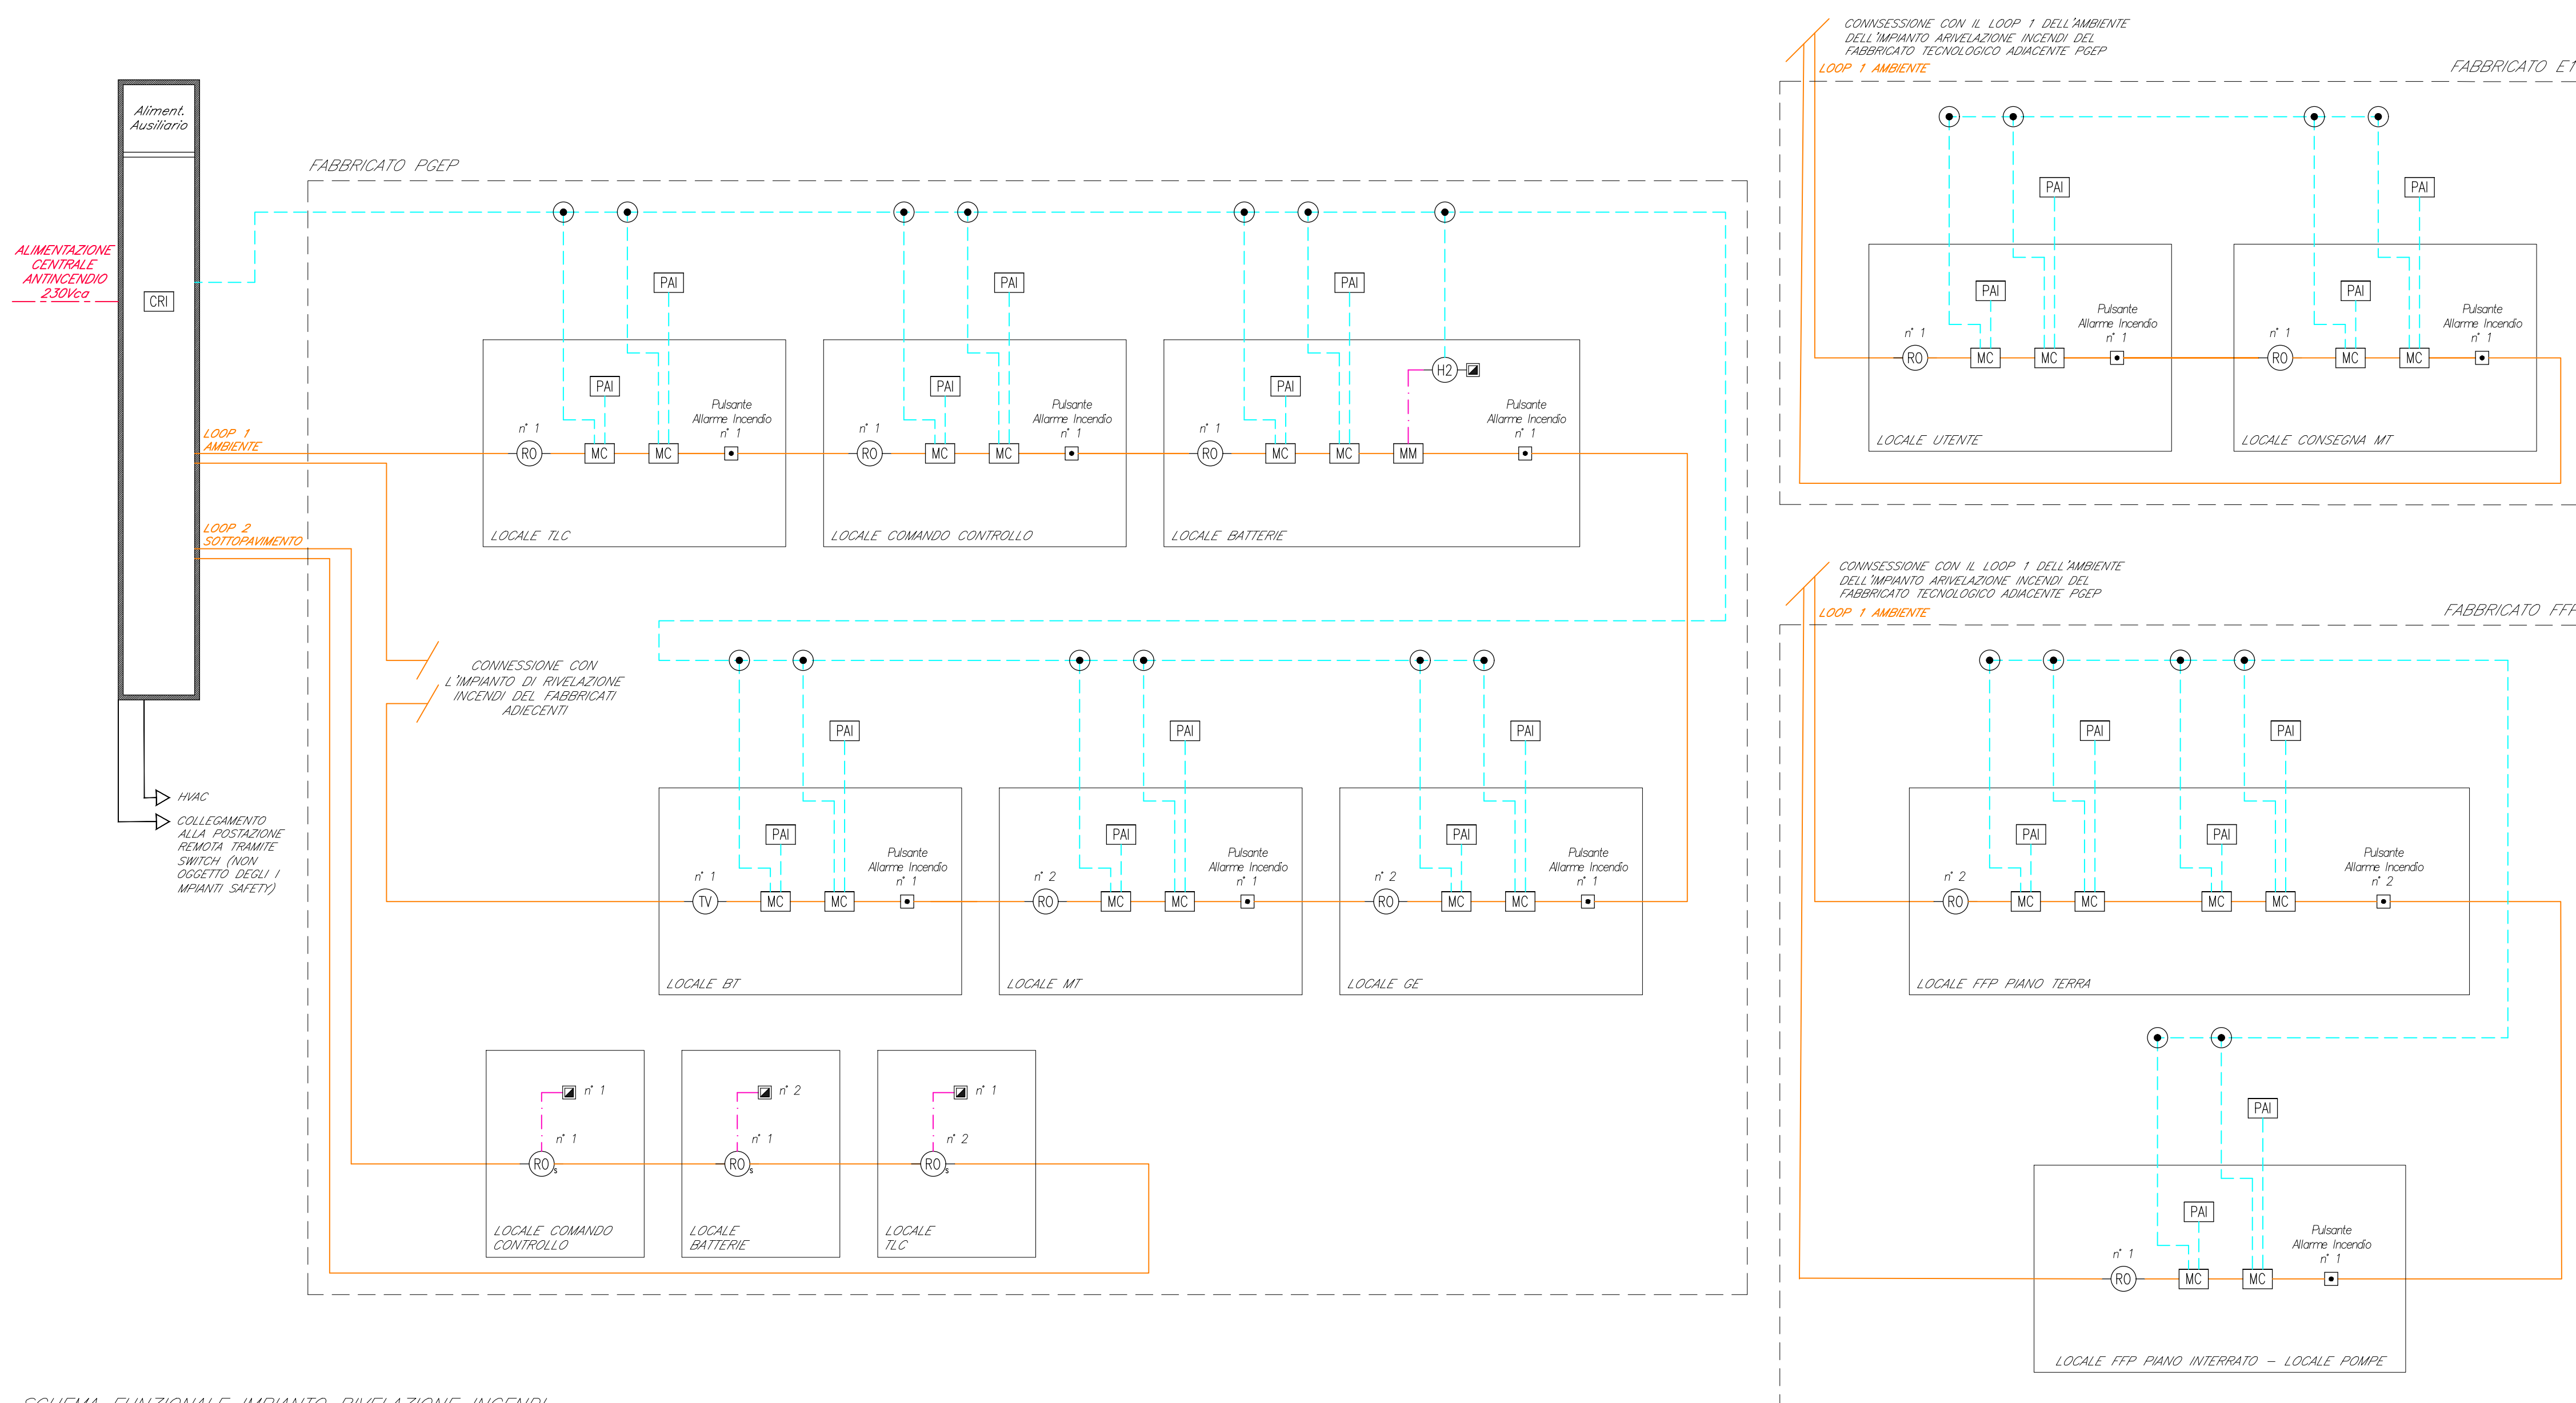 Aliment.
Ausiliario
ALIMENTAZIONE
CENTRALE
ANTINCENDIO
230Vca
CRI
LOOP 1
AMBIENTE
LOOP 2
SOTTOPAVIMENTO
HVAC
COLLEGAMENTO
ALLA POSTAZIONE
REMOTA TRAMITE
SWITCH (NON
OGGETTO DEGLI I
MPIANTI SAFETY)
FABBRICATO PGEP
PAI
PAI
n° 1
RO
MC
MC
Pulsante
Allarme Incendio
n° 1
LOCALE TLC
PAI
PAI
n° 1
RO
MC
MC
Pulsante
Allarme Incendio
n° 1
LOCALE COMANDO CONTROLLO
PAI
PAI
H2
n° 1
RO
MC
MC
MM
Pulsante
Allarme Incendio
n° 1
LOCALE BATTERIE
CONNESSIONE CON
L'IMPIANTO DI RIVELAZIONE
INCENDI DEL FABBRICATI
ADIECENTI
PAI
PAI
n° 1
TV
MC
MC
Pulsante
Allarme Incendio
n° 1
LOCALE BT
PAI
PAI
n° 2
RO
MC
MC
Pulsante
Allarme Incendio
n° 1
LOCALE MT
PAI
PAI
n° 2
RO
MC
MC
Pulsante
Allarme Incendio
n° 1
LOCALE GE
n° 1
n° 1
RO s
LOCALE COMANDO
CONTROLLO
n° 2
n° 1
RO s
LOCALE
BATTERIE
n° 1
n° 2
RO s
LOCALE
TLC
CONNSESSIONE CON IL LOOP 1 DELL'AMBIENTE
DELL'IMPIANTO ARIVELAZIONE INCENDI DEL
FABBRICATO TECNOLOGICO ADIACENTE PGEP
LOOP 1 AMBIENTE
FABBRICATO E1
PAI
PAI
n° 1
RO
MC
MC
Pulsante
Allarme Incendio
n° 1
LOCALE UTENTE
PAI
PAI
n° 1
RO
MC
MC
Pulsante
Allarme Incendio
n° 1
LOCALE CONSEGNA MT
CONNSESSIONE CON IL LOOP 1 DELL'AMBIENTE
DELL'IMPIANTO ARIVELAZIONE INCENDI DEL
FABBRICATO TECNOLOGICO ADIACENTE PGEP
LOOP 1 AMBIENTE
FABBRICATO FFP
PAI
PAI
PAI
PAI
n° 2
RO
MC
MC
MC
MC
Pulsante
Allarme Incendio
n° 2
LOCALE FFP PIANO TERRA
PAI
PAI
n° 1
RO
MC
MC
Pulsante
Allarme Incendio
n° 1
LOCALE FFP PIANO INTERRATO - LOCALE POMPE
SCHEMA FUNZIONALE IMPIANTO RIVELAZIONE INCENDI